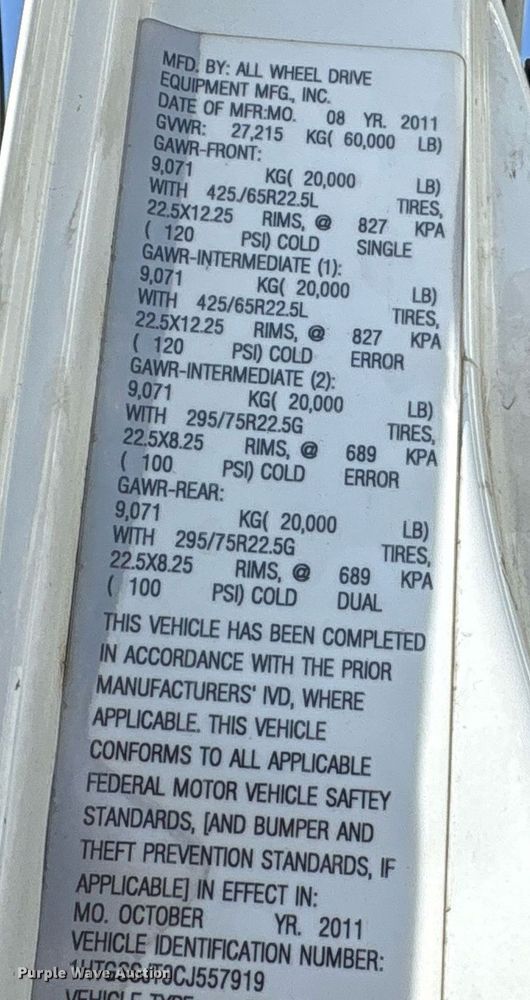 MFD. BY: ALL WHEEL DRIVE
EQUIPMENT MFG., INC.
DATE OF MFR:MO. 08 YR. 2011
GVWR: 27,215 KG( 60,000 LB)
GAWR-FRONT:
9,071 KG( 20,000 LB)
WITH 425./65R22.5L TIRES,
22.5X12.25 RIMS, @ 827 KPA
( 120 PSI) COLD SINGLE
GAWR-INTERMEDIATE (1):
9,071 KG( 20,000 LB)
WITH 425/65R22.5L TIRES,
22.5X12.25 RIMS, @ 827 KPA
( 120 PSI) COLD ERROR
GAWR-INTERMEDIATE (2):
9,071 KG( 20,000 LB)
WITH 295/75R22.5G TIRES,
22.5X8.25 RIMS, @ 689 KPA
( 100 PSI) COLD ERROR
GAWR-REAR:
9,071 KG( 20,000 LB)
WITH 295/75R22.5G TIRES,
22.5X8.25 RIMS, @ 689 KPA
( 100 PSI) COLD DUAL
THIS VEHICLE HAS BEEN COMPLETED
IN ACCORDANCE WITH THE PRIOR
MANUFACTURERS' IVD, WHERE
APPLICABLE. THIS VEHICLE
CONFORMS TO ALL APPLICABLE
FEDERAL MOTOR VEHICLE SAFTEY
STANDARDS, [AND BUMPER AND
THEFT PREVENTION STANDARDS, IF
APPLICABLE] IN EFFECT IN:
MO. OCTOBER YR. 2011
VEHICLE IDENTIFICATION NUMBER:
VEHICLE TYPE
Purple Wave Auction